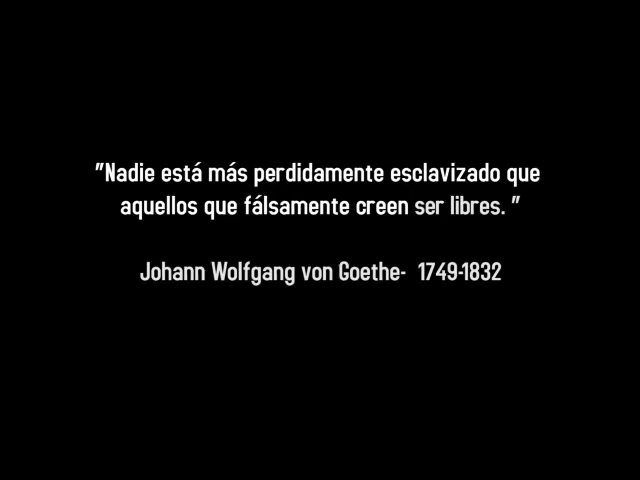 "Nadie está más perdidamente esclavizado que
aquellos que fálsamente creen ser libres. "
Johann Wolfgang von Goethe-  1749-1832